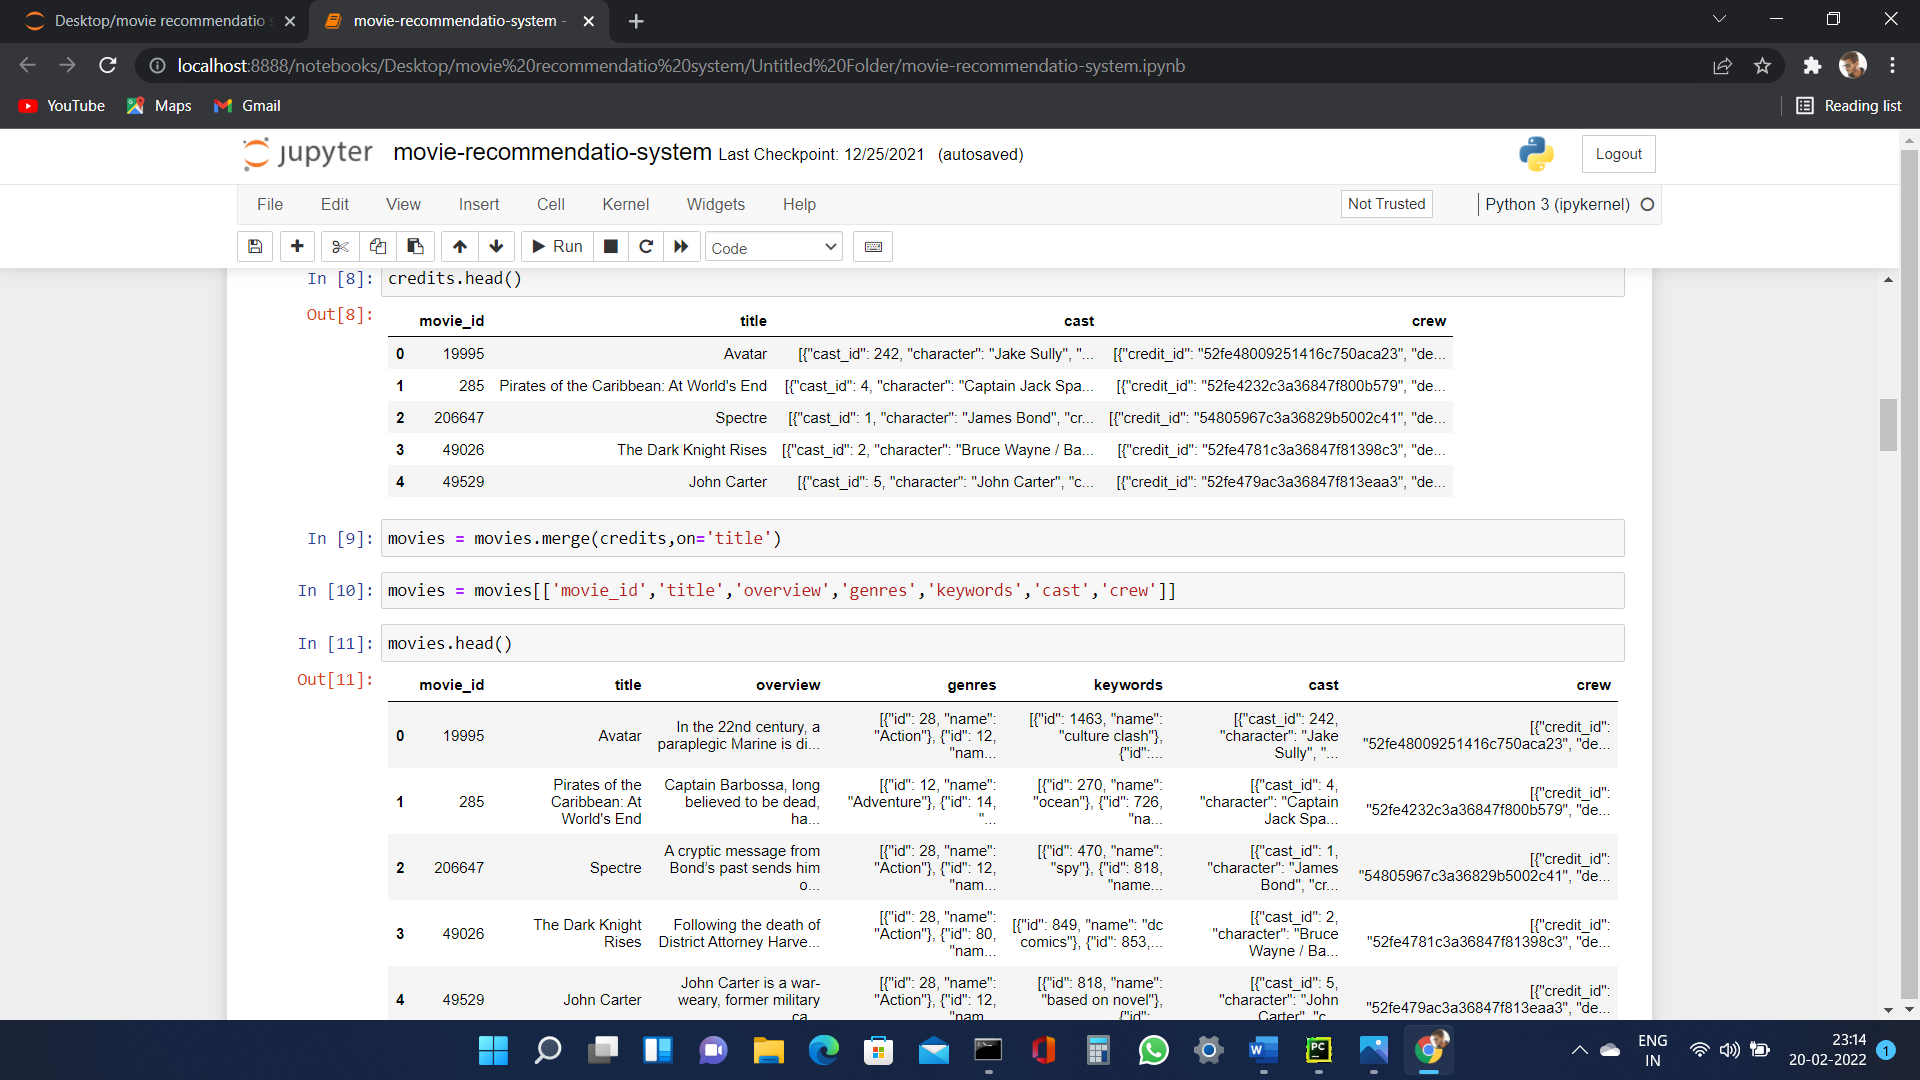 Desktop/movie recommendatio s
movie-recommendatio-system -
localhost:8888/notebooks/Desktop/movie%20recommendatio%20system/Untitled%20Folder/movie-recommendatio-system.ipynb
YouTube Maps Gmail Reading list
jupyter movie-recommendatio-system Last Checkpoint: 12/25/2021 (autosaved) Logout
File Edit View Insert Cell Kernel Widgets Help Not Trusted Python 3 (ipykernel)
Run Code
In [8]: credits.head()
Out[8]:
movie_id title cast crew
0 19995 Avatar [{"cast_id": 242, "character": "Jake Sully", "... [{"credit_id": "52fe48009251416c750aca23", "de...
1 285 Pirates of the Caribbean: At World's End [{"cast_id": 4, "character": "Captain Jack Spa... [{"credit_id": "52fe4232c3a36847f800b579", "de...
2 206647 Spectre [{"cast_id": 1, "character": "James Bond", "cr... [{"credit_id": "54805967c3a36829b5002c41", "de...
3 49026 The Dark Knight Rises [{"cast_id": 2, "character": "Bruce Wayne / Ba... [{"credit_id": "52fe4781c3a36847f81398c3", "de...
4 49529 John Carter [{"cast_id": 5, "character": "John Carter", "c... [{"credit_id": "52fe479ac3a36847f813eaa3", "de...
In [9]: movies = movies.merge(credits,on='title')
In [10]: movies = movies[['movie_id','title','overview','genres','keywords','cast','crew']]
In [11]: movies.head()
Out[11]:
movie_id title overview genres keywords cast crew
0 19995 Avatar In the 22nd century, a paraplegic Marine is di... [{"id": 28, "name": "Action"}, {"id": 12, "nam... [{"id": 1463, "name": "culture clash"}, {"id":... [{"cast_id": 242, "character": "Jake Sully", "... [{"credit_id": "52fe48009251416c750aca23", "de...
1 285 Pirates of the Caribbean: At World's End Captain Barbossa, long believed to be dead, ha... [{"id": 12, "name": "Adventure"}, {"id": 14, "... [{"id": 270, "name": "ocean"}, {"id": 726, "na... [{"cast_id": 4, "character": "Captain Jack Spa... [{"credit_id": "52fe4232c3a36847f800b579", "de...
2 206647 Spectre A cryptic message from Bond's past sends him o... [{"id": 28, "name": "Action"}, {"id": 12, "nam... [{"id": 470, "name": "spy"}, {"id": 818, "name... [{"cast_id": 1, "character": "James Bond", "cr... [{"credit_id": "54805967c3a36829b5002c41", "de...
3 49026 The Dark Knight Rises Following the death of District Attorney Harve... [{"id": 28, "name": "Action"}, {"id": 80, "nam... [{"id": 849, "name": "dc comics"}, {"id": 853,... [{"cast_id": 2, "character": "Bruce Wayne / Ba... [{"credit_id": "52fe4781c3a36847f81398c3", "de...
4 49529 John Carter John Carter is a war-weary, former military ca... [{"id": 28, "name": "Action"}, {"id": 12, "nam... [{"id": 818, "name": "based on novel"}, {"id":... [{"cast_id": 5, "character": "John Carter", "c... [{"credit_id": "52fe479ac3a36847f813eaa3", "de...
ENG
IN
23:14
20-02-2022
1